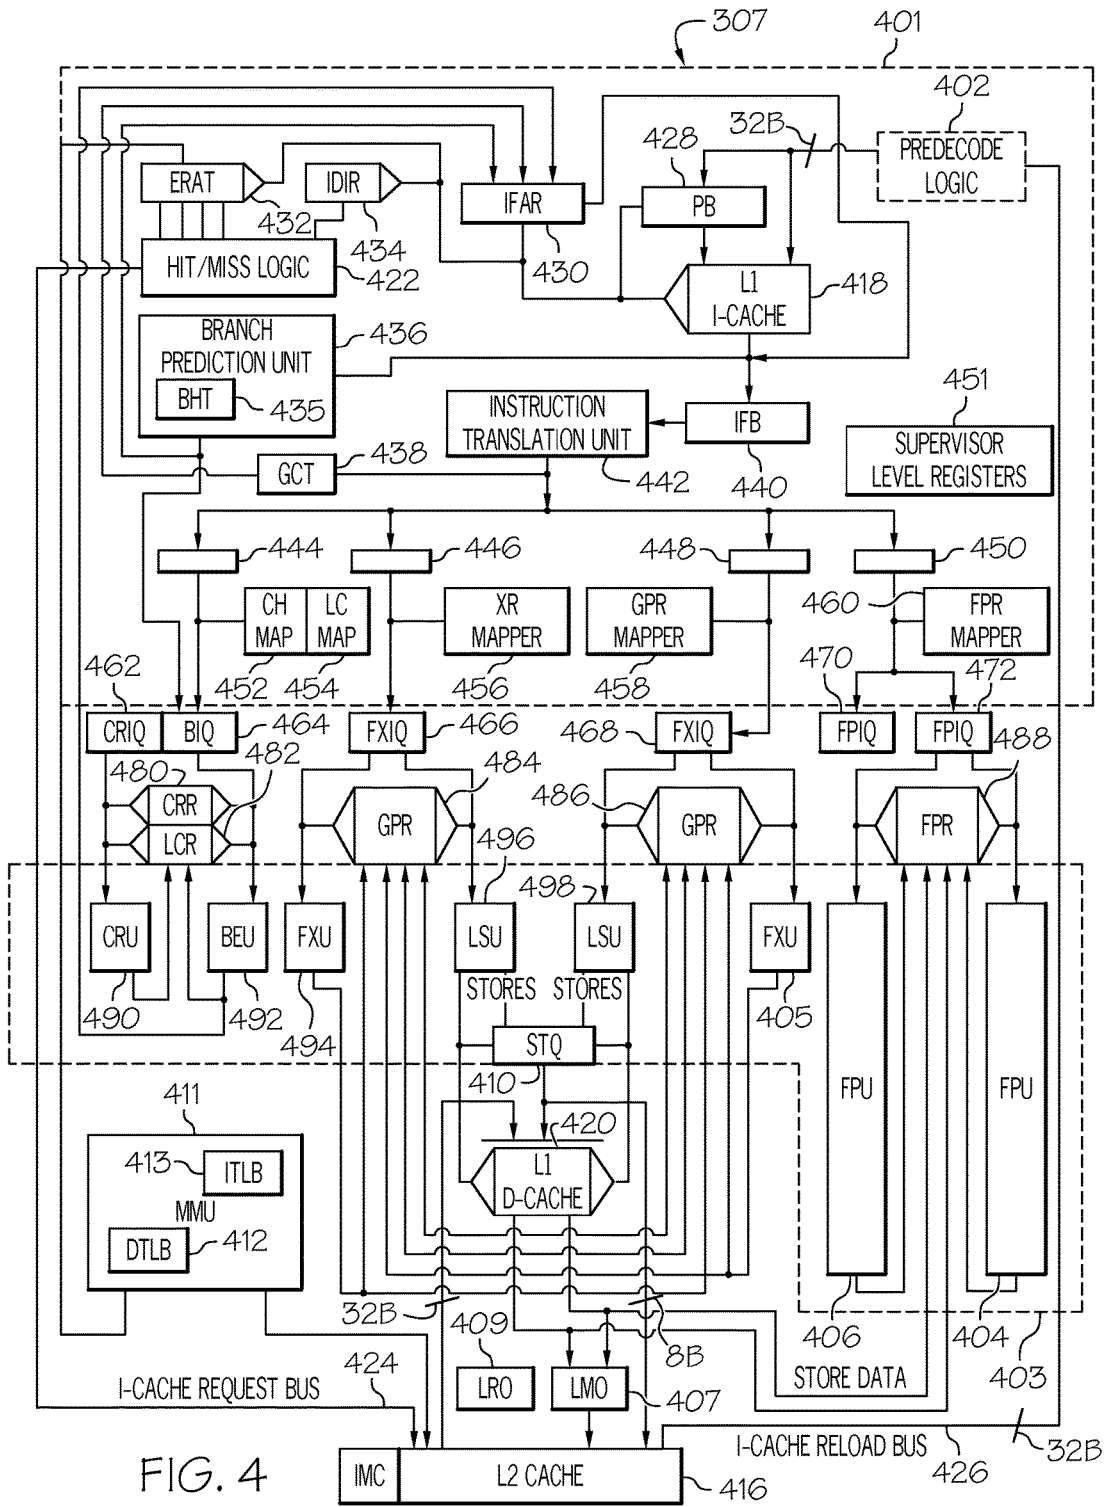 307
401
402
32B
PREDECODE
LOGIC
428
ERAT
432
IDIR
434
IFAR
430
PB
HIT/MISS LOGIC
422
L1
I-CACHE
418
BRANCH
PREDICTION UNIT
436
BHT
435
INSTRUCTION
TRANSLATION UNIT
442
IFB
440
451
SUPERVISOR
LEVEL REGISTERS
GCT
438
444
446
448
450
CH
MAP
LC
MAP
452
454
XR
MAPPER
456
GPR
MAPPER
458
460
FPR
MAPPER
462
CRIQ
BIQ
464
FXIQ
466
468
FXIQ
470
FPIQ
472
FPIQ
480
482
CRR
LCR
484
GPR
486
GPR
488
FPR
496
498
CRU
490
BEU
492
FXU
494
LSU
LSU
FXU
405
STORES
STORES
STQ
410
FPU
406
FPU
404
403
411
413
ITLB
MMU
DTLB
412
420
L1
D-CACHE
32B
8B
409
LRO
LMO
407
STORE DATA
424
I-CACHE REQUEST BUS
I-CACHE RELOAD BUS
426
32B
IMC
L2 CACHE
416
FIG. 4